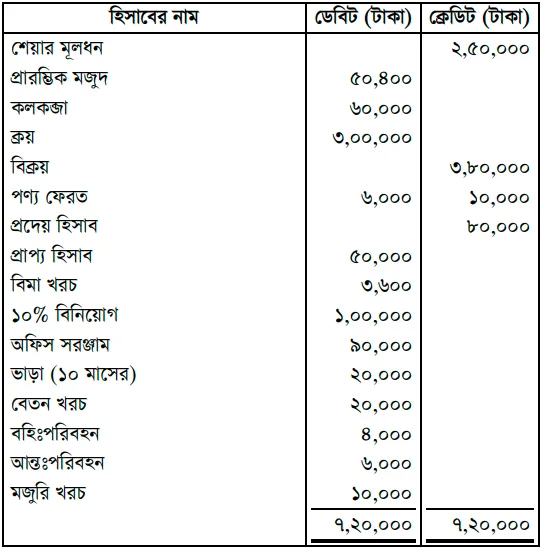 হিসাবের নাম ডেবিট (টাকা) ক্রেডিট (টাকা)
শেয়ার মূলধন ২,৫০,০০০
প্রারম্ভিক মজুদ ৫০,৪০০
কলকব্জা ৬০,০০০
ক্রয় ৩,০০,০০০
বিক্রয় ৩,৮০,০০০
পণ্য ফেরত ৬,০০০ ১০,০০০
প্রদেয় হিসাব ৮০,০০০
প্রাপ্য হিসাব ৫০,০০০
বিমা খরচ ৩,৬০০
১০% বিনিয়োগ ১,০০,০০০
অফিস সরঞ্জাম ৯০,০০০
ভাড়া (১০ মাসের) ২০,০০০
বেতন খরচ ২০,০০০
বহিঃপরিবহন ৪,০০০
আন্তঃপরিবহন ৬,০০০
মজুরি খরচ ১০,০০০
৭,২০,০০০ ৭,২০,০০০